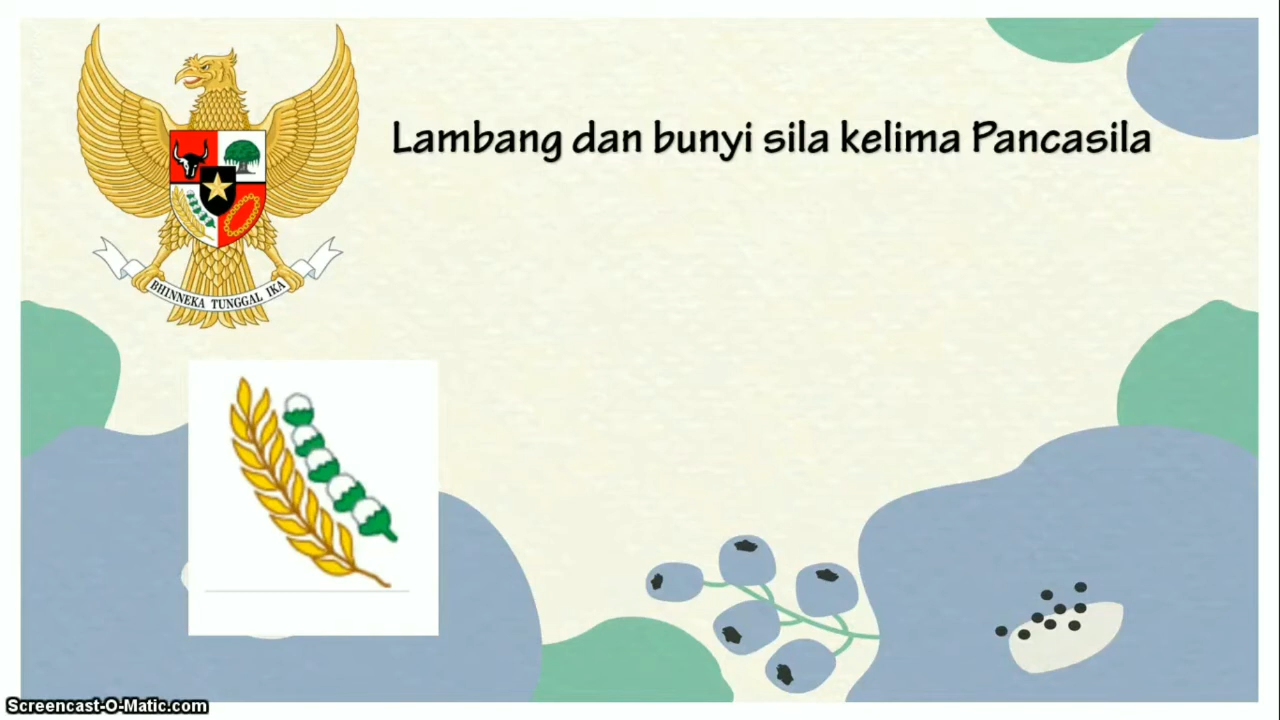 Lambang dan bunyi sila kelima Pancasila
BHINNEKA TUNGGAL IKA
Screencast-O-Matic.com